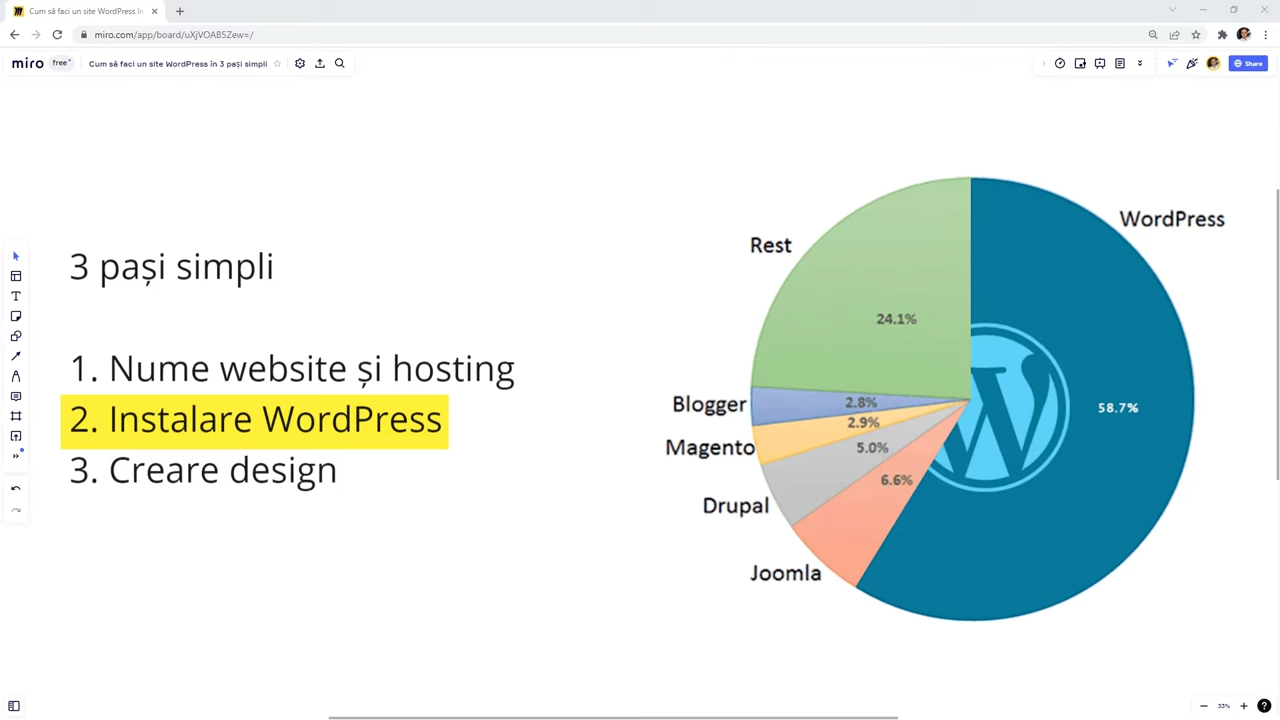 Cum să faci un site WordPress în
miro.com/app/board/uXjVOAB5Zew=/
miro
free
Cum să faci un site WordPress în 3 pași simpli
Share
3 pași simpli
1. Nume website și hosting
2. Instalare WordPress
3. Creare design
WordPress
Rest
24.1%
Blogger
2.8%
58.7%
2.9%
Magento
5.0%
6.6%
Drupal
Joomla
33%